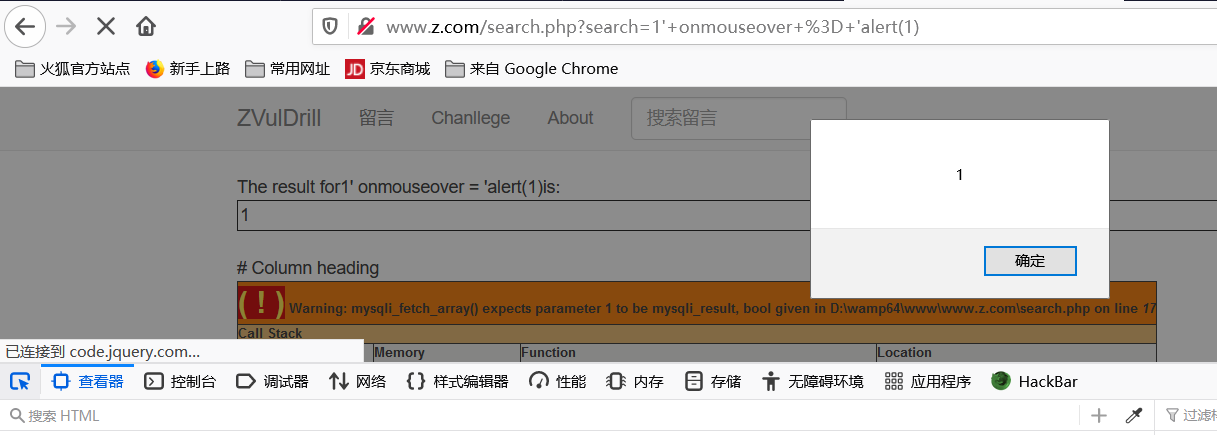 www.z.com/search.php?search=1'+onmouseover+%3D+'alert(1)
火狐官方站点 新手上路 常用网址 JD 京东商城 来自 Google Chrome
ZVulDrill 留言 Chanllege About 搜索留言
1
确定
The result for1' onmouseover = 'alert(1)is:
1
# Column heading
( ! ) Warning: mysqli_fetch_array() expects parameter 1 to be mysqli_result, bool given in D:\wamp64\www\www.z.com\search.php on line 17
Call Stack
Memory Function Location
已连接到 code.jquery.com...
查看器 控制台 调试器 网络 样式编辑器 性能 内存 存储 无障碍环境 应用程序 HackBar
搜索 HTML